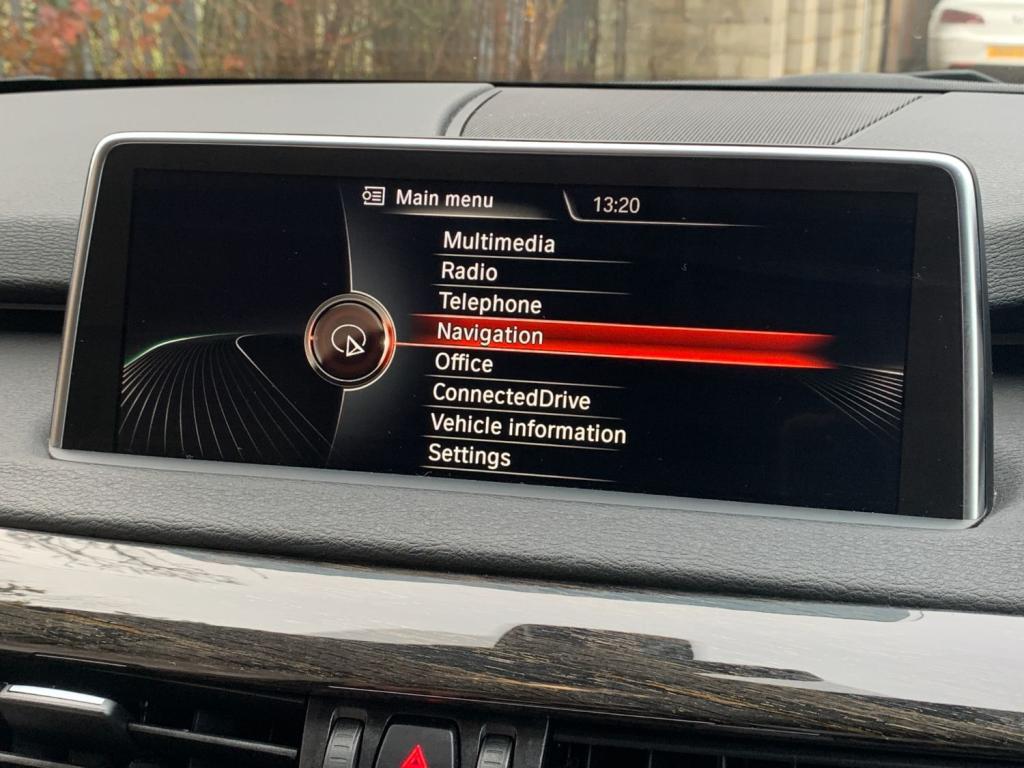 Main menu 13:20
Multimedia
Radio
Telephone
Navigation
Office
ConnectedDrive
Vehicle information
Settings